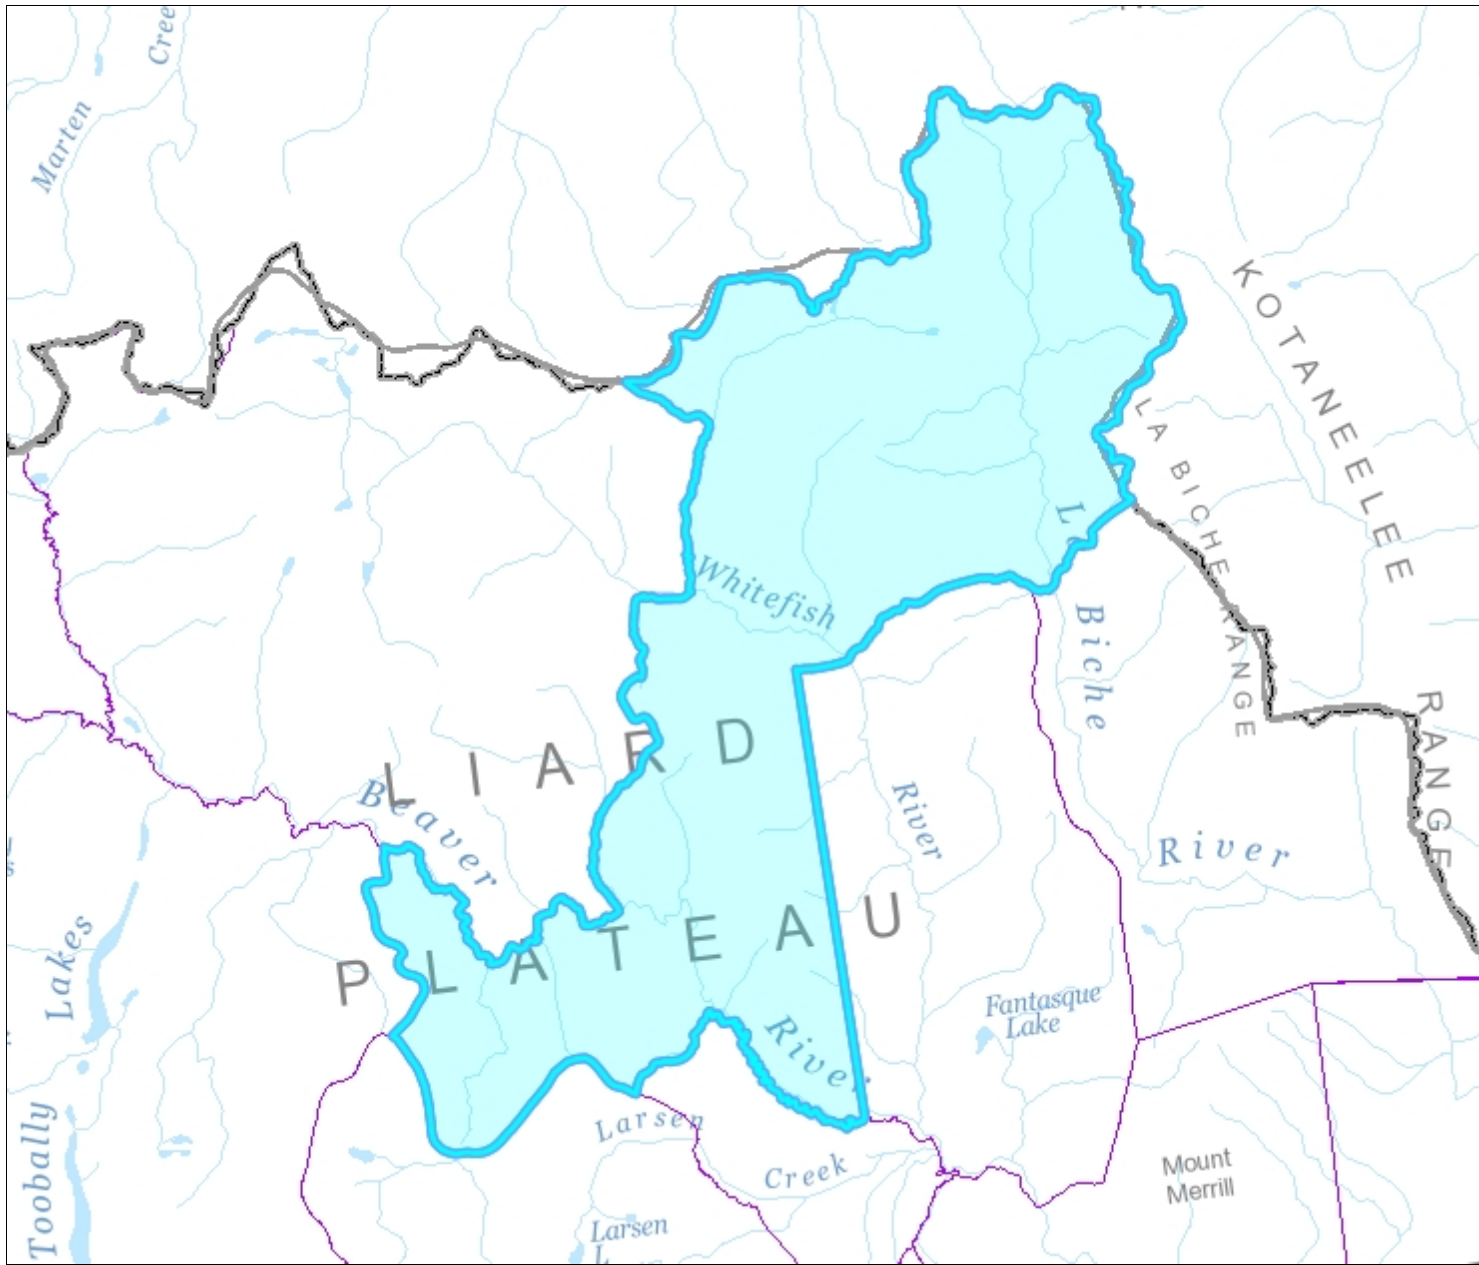 Marten
Cree
KOTANEELEE
RANGE
LA BICHE RANGE
La
Biche
River
Whitefish
River
LIARD
PLATEAU
Beaver
River
Fantasque
Lake
Lakes
Toobally
Larsen
Creek
Larsen
Mount
Merrill